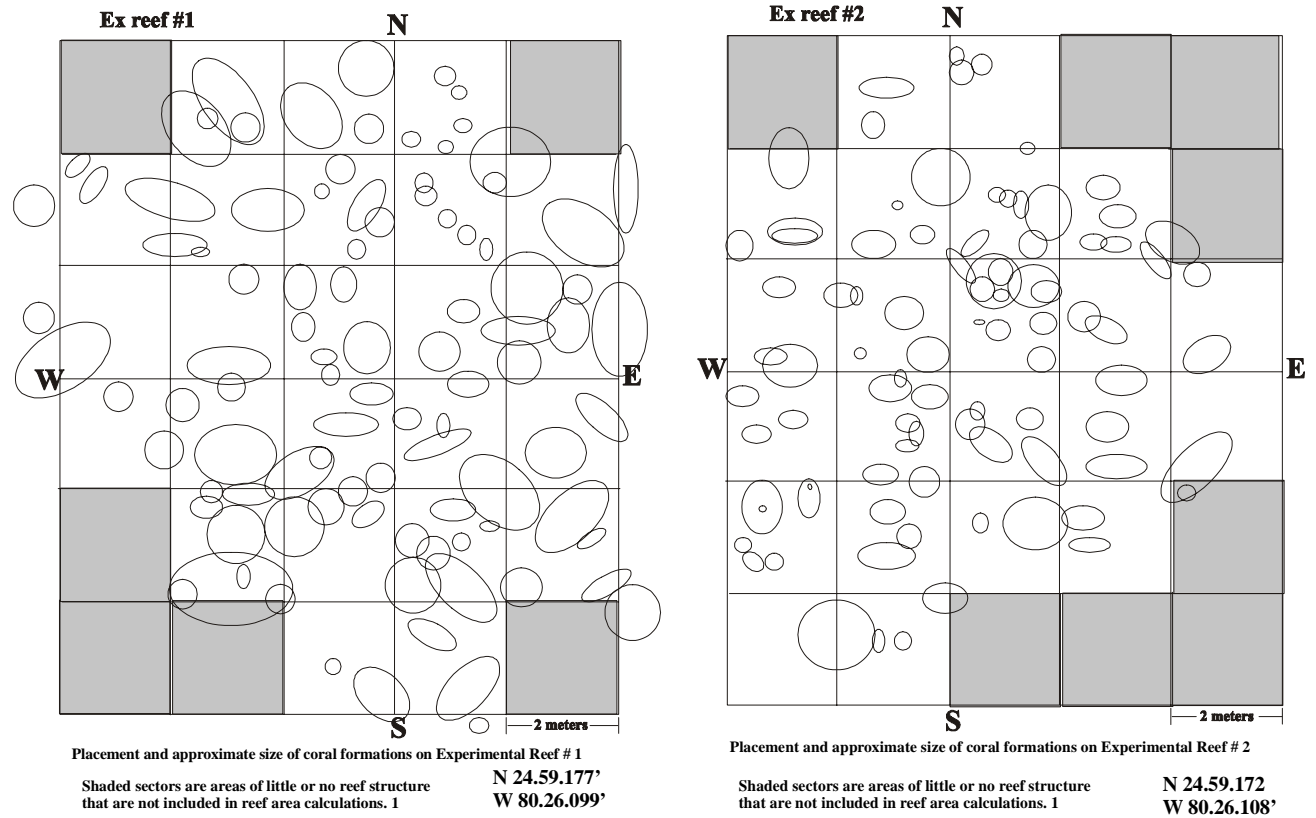 Ex reef #1
N
W
E
S
2 meters
Placement and approximate size of coral formations on Experimental Reef # 1
Shaded sectors are areas of little or no reef structure
that are not included in reef area calculations. 1
N 24.59.177’
W 80.26.099’
Ex reef #2
N
W
E
S
2 meters
Placement and approximate size of coral formations on Experimental Reef # 2
Shaded sectors are areas of little or no reef structure
that are not included in reef area calculations. 1
N 24.59.172
W 80.26.108’